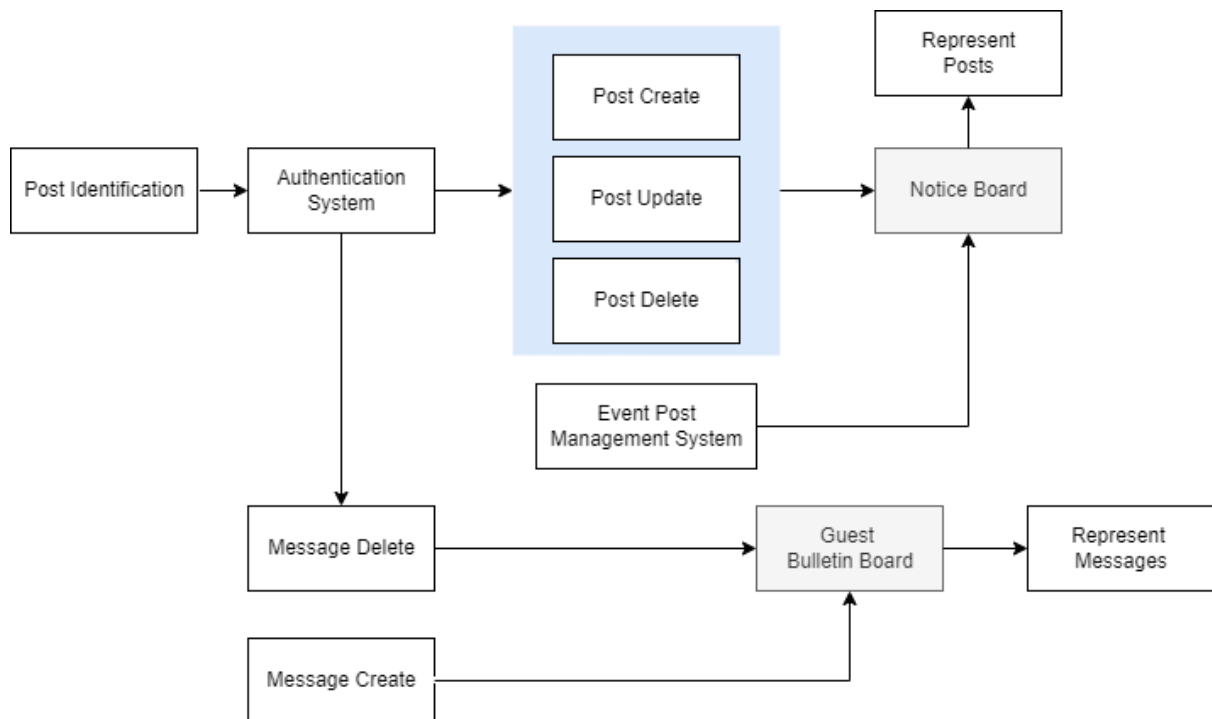 Represent
Posts
Post Create
Post Identification
Authentication
System
Post Update
Notice Board
Post Delete
Event Post
Management System
Message Delete
Guest
Bulletin Board
Represent
Messages
Message Create